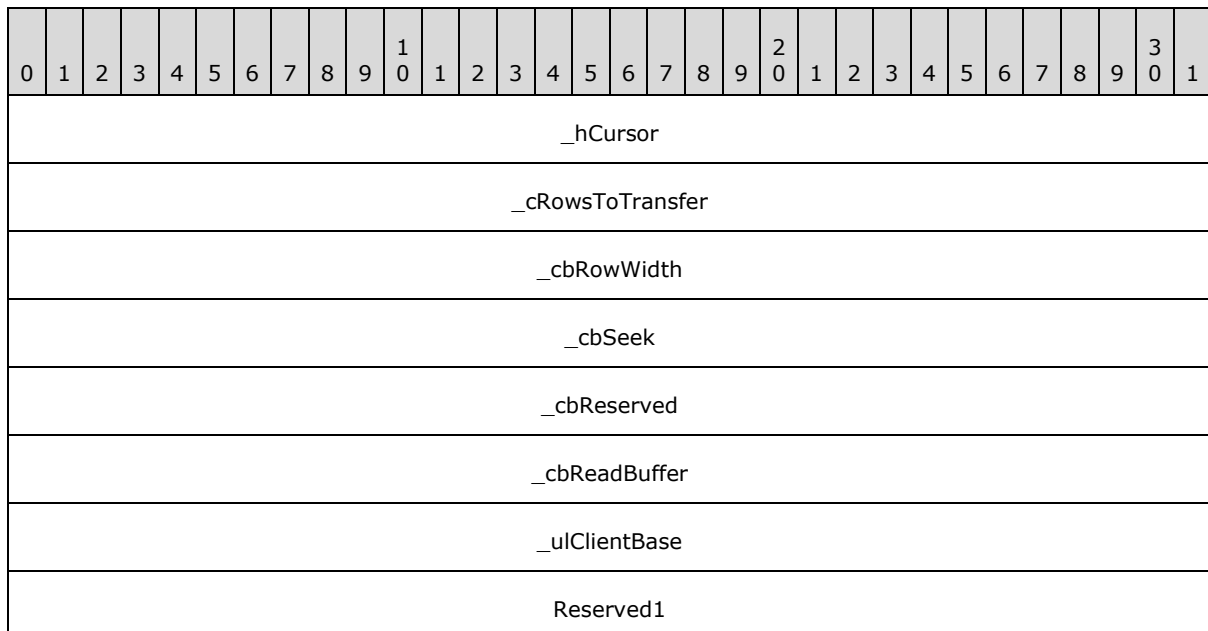 0 1 2 3 4 5 6 7 8 9 1 0 1 2 3 4 5 6 7 8 9 2 0 1 2 3 4 5 6 7 8 9 3 0 1
_hCursor
_cRowsToTransfer
_cbRowWidth
_cbSeek
_cbReserved
_cbReadBuffer
_ulClientBase
Reserved1